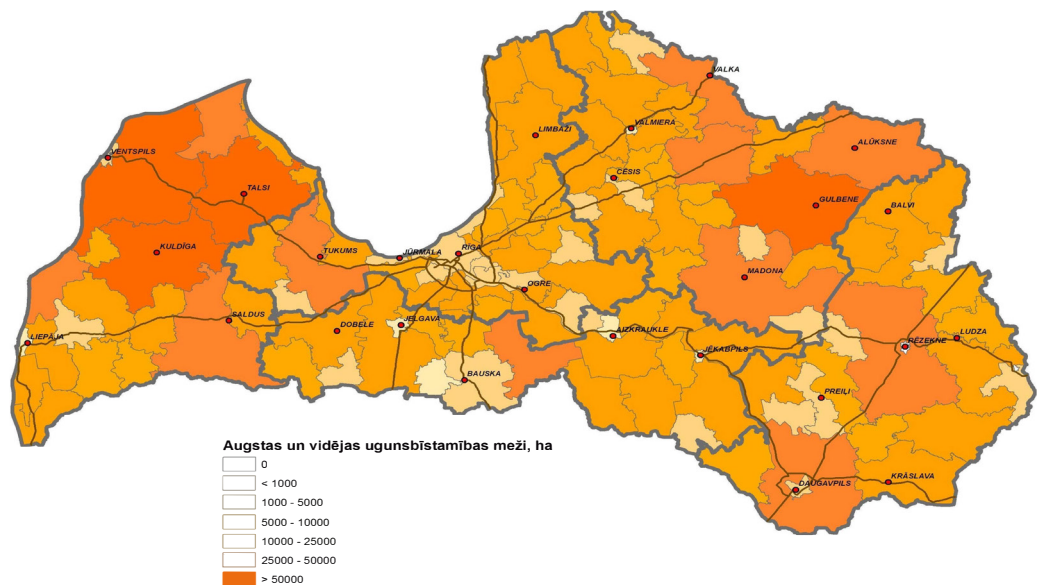 VALKA
VALMIERA
LIMBAŽI
ALŪKSNE
VENTSPILS
CĒSIS
TALSI
GULBENE
BALVI
KULDĪGA
TUKUMS
JŪRMALA
RĪGA
MADONA
OGRE
SALDUS
DOBELE
JELGAVA
AIZKRAUKLE
LUDZA
LIEPĀJA
JĒKABPILS
RĒZEKNE
BAUSKA
PREIĻI
KRĀSLAVA
DAUGAVPILS
Augstas un vidējas ugunsbīstamības meži, ha
0
< 1000
1000 - 5000
5000 - 10000
10000 - 25000
25000 - 50000
> 50000